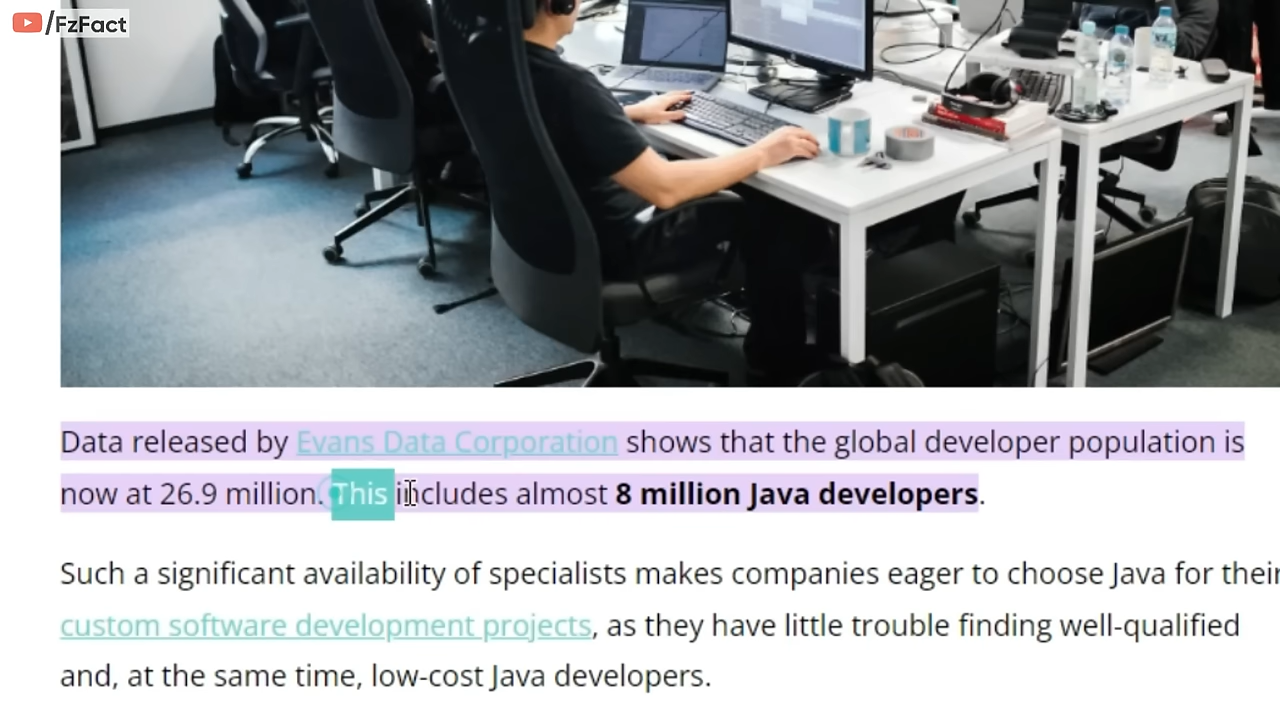 /FzFact
Data released by Evans Data Corporation shows that the global developer population is
now at 26.9 million. This includes almost 8 million Java developers.
Such a significant availability of specialists makes companies eager to choose Java for their
custom software development projects, as they have little trouble finding well-qualified
and, at the same time, low-cost Java developers.